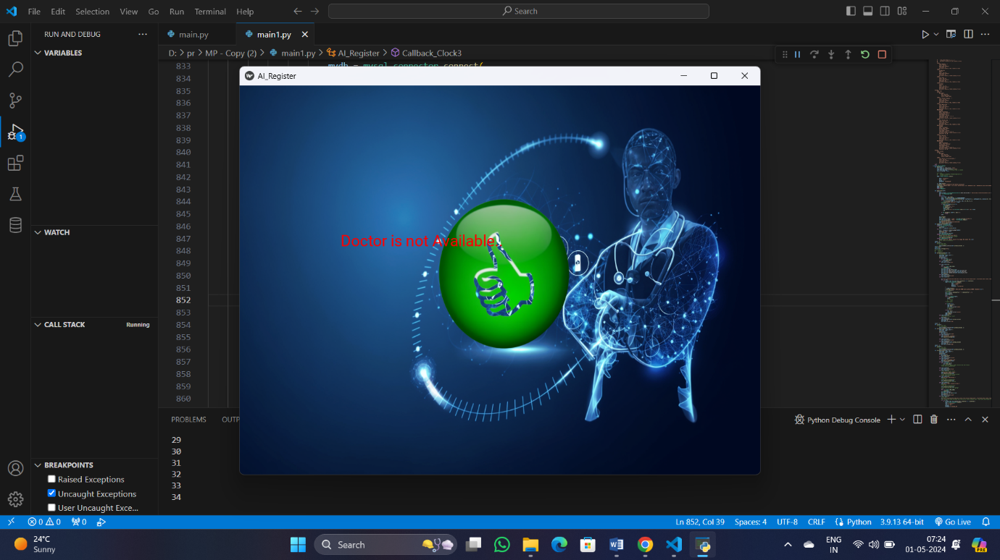 File Edit Selection View Go Run Terminal Help
Search
RUN AND DEBUG
main.py
main1.py
VARIABLES
D: > pr > MP - Copy (2) > main1.py > AI_Register > Callback_Clock3
833
mydb = mysql.connector.connect(
AI_Register
834
835
836
837
838
839
840
841
842
843
844
845
846
847
848
849
850
851
852
853
854
855
856
857
858
859
860
Doctor is not Available.
WATCH
CALL STACK
Running
BREAKPOINTS
Raised Exceptions
Uncaught Exceptions
User Uncaught Exce...
1
PROBLEMS
OUTP
Python Debug Console
29
30
31
32
33
34
0 0 0
Ln 852, Col 39 Spaces: 4 UTF-8 CRLF Python 3.9.13 64-bit Go Live
24°C
Sunny
Search
PRE
ENG
IN
07:24
01-05-2024